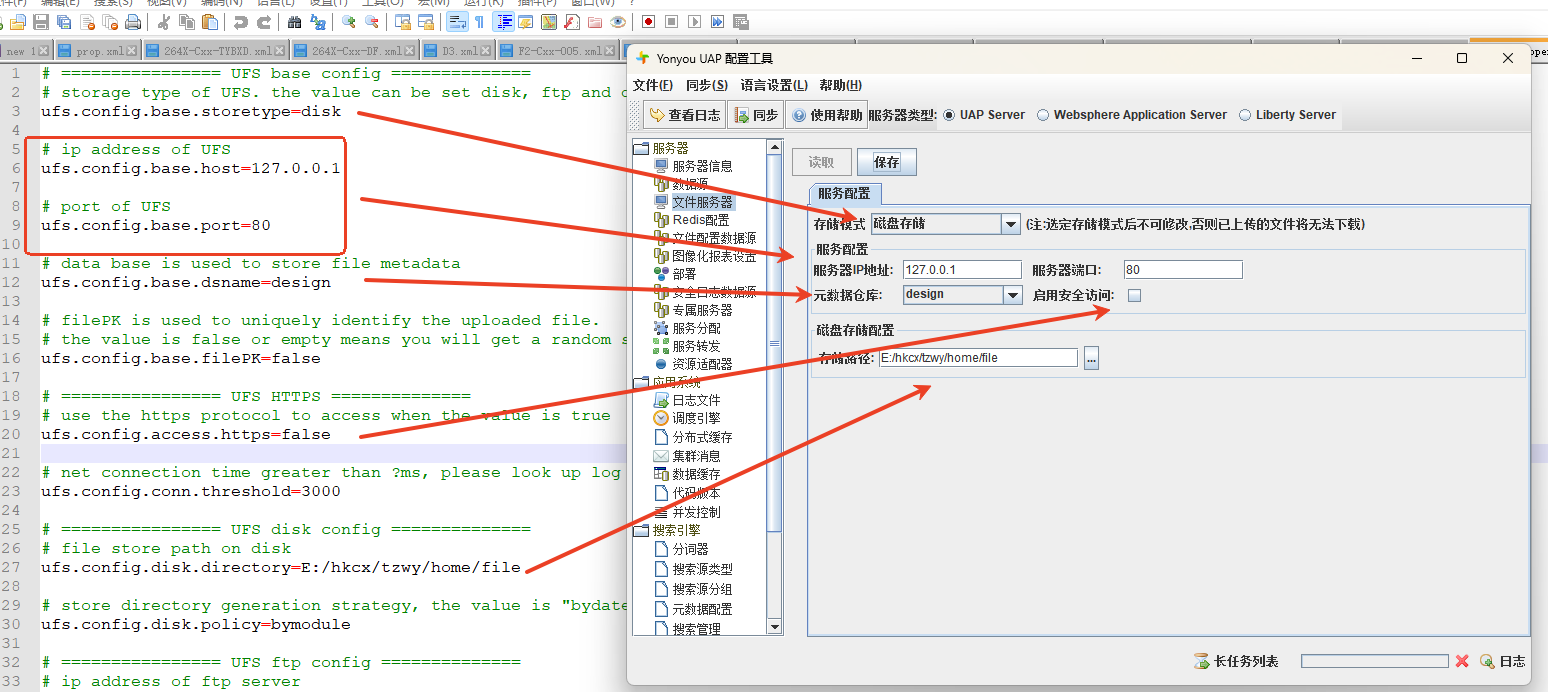 编辑(E) 搜索(S) 视图(V) 编码(N) 语言(L) 设置(T) 工具(O) 宏(M) 运行(R) 插件(P) 窗口(W) ?
new 1 prop.xml 264X-Cxx-TYBXD.xml 264X-Cxx-DF.xml D3.xml F2-Cxx-005.xml
1 # ================ UFS base config ==============
2 # storage type of UFS. the value can be set disk, ftp and
3 ufs.config.base.storetype=disk
4
5 # ip address of UFS
6 ufs.config.base.host=127.0.0.1
7
8 # port of UFS
9 ufs.config.base.port=80
10
11 # data base is used to store file metadata
12 ufs.config.base.dsname=design
13
14 # filePK is used to uniquely identify the uploaded file.
15 # the value is false or empty means you will get a random
16 ufs.config.base.filePK=false
17
18 # ================ UFS HTTPS ==============
19 # use the https protocol to access when the value is true
20 ufs.config.access.https=false
21
22 # net connection time greater than ?ms, please look up log
23 ufs.config.conn.threshold=3000
24
25 # ================ UFS disk config ==============
26 # file store path on disk
27 ufs.config.disk.directory=E:/hkcx/tzwy/home/file
28
29 # store directory generation strategy, the value is "bydate
30 ufs.config.disk.policy=bymodule
31
32 # ================ UFS ftp config ==============
33 # ip address of ftp server
Yonyou UAP 配置工具
文件(F) 同步(S) 语言设置(L) 帮助(H)
查看日志 同步 使用帮助 服务器类型: UAP Server Websphere Application Server Liberty Server
服务器
服务器信息
数据源
文件服务器
Redis配置
文件配置数据源
图像化报表设置
部署
安全日志数据源
专属服务器
服务分配
服务转发
资源适配器
应用系统
日志文件
调度引擎
分布式缓存
集群消息
数据缓存
代码版本
并发控制
搜索引擎
分词器
搜索源类型
搜索源分组
元数据配置
搜索管理
读取 保存
服务配置
存储模式 磁盘存储 (注:选定存储模式后不可修改,否则已上传的文件将无法下载)
服务配置
服务器IP地址: 127.0.0.1 服务器端口: 80
元数据仓库: design 启用安全访问:
磁盘存储配置
存储路径: E:/hkcx/tzwy/home/file ...
长任务列表 日志